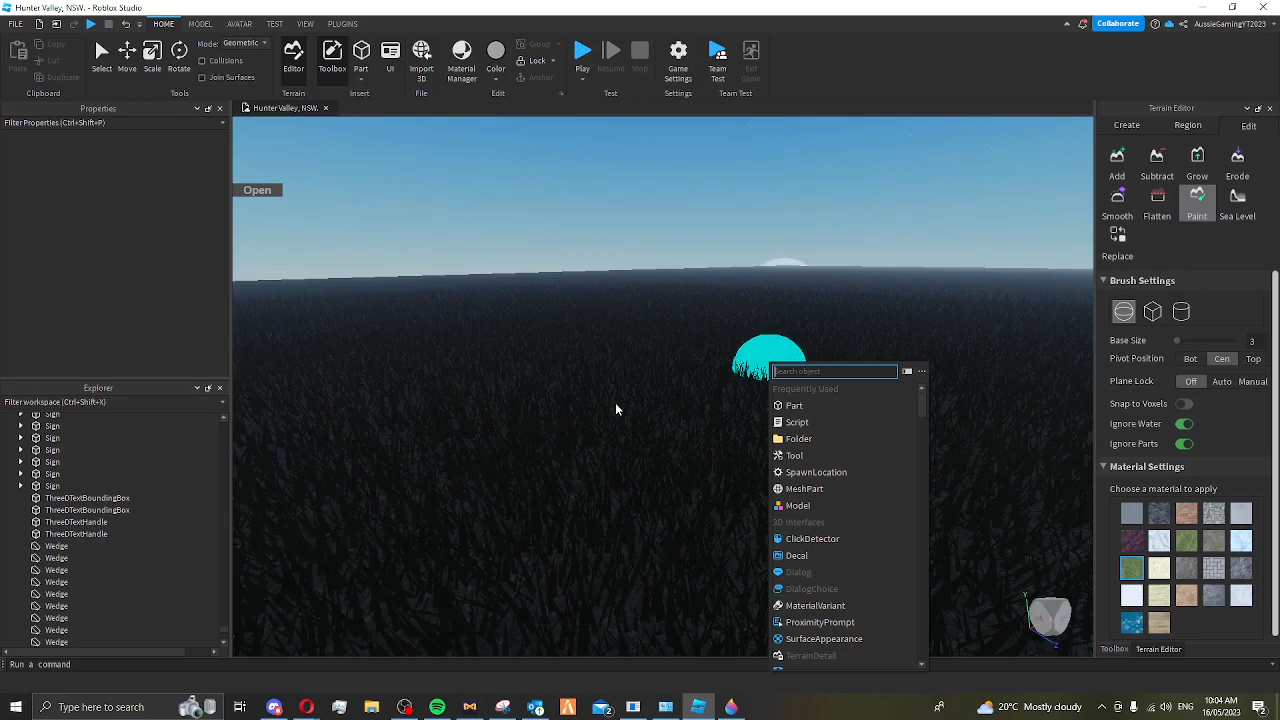 Hunter Valley, NSW. - Roblox Studio
FILE
HOME
MODEL
AVATAR
TEST
VIEW
PLUGINS
Collaborate
AussieGamingYT2023
Paste
Copy
Cut
Duplicate
Clipboard
Select
Move
Scale
Rotate
Mode: Geometric
Collisions
Join Surfaces
Tools
Editor
Terrain
Toolbox
Part
UI
Insert
Import
3D
File
Material
Manager
Color
Group
Lock
Anchor
Edit
Play
Resume
Stop
Test
Game
Settings
Settings
Team
Test
Exit
Game
Team Test
Properties
Filter Properties (Ctrl+Shift+P)
Hunter Valley, NSW.
Open
Explorer
Filter workspace (Ctrl+Shift+X)
Sign
Sign
Sign
Sign
Sign
Sign
Sign
ThreeDTextBoundingBox
ThreeDTextBoundingBox
ThreeDTextHandle
ThreeDTextHandle
Wedge
Wedge
Wedge
Wedge
Wedge
Wedge
Wedge
Wedge
Wedge
Search object
Frequently Used
Part
Script
Folder
Tool
SpawnLocation
MeshPart
Model
3D Interfaces
ClickDetector
Decal
Dialog
DialogChoice
MaterialVariant
ProximityPrompt
SurfaceAppearance
TerrainDetail
Y
Z
Terrain Editor
Create
Region
Edit
Add
Subtract
Grow
Erode
Smooth
Flatten
Paint
Sea Level
Replace
Brush Settings
Base Size
3
Pivot Position
Bot
Cen
Top
Plane Lock
Off
Auto
Manual
Snap to Voxels
Ignore Water
Ignore Parts
Material Settings
Choose a material to apply
Toolbox
Terrain Editor
Run a command
Type here to search
2
20°C Mostly cloudy
ENG
10:04 AM
16/05/2023
2